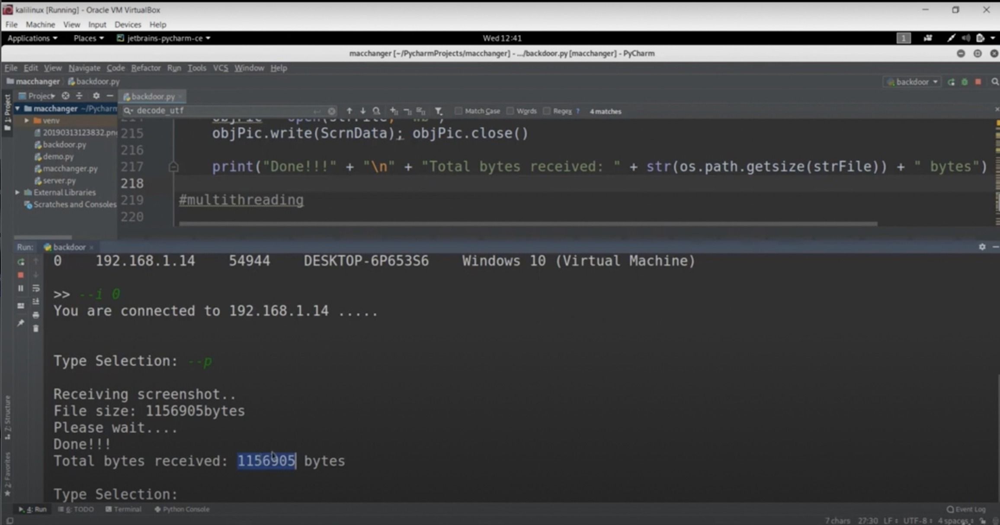 kalilinux [Running] - Oracle VM VirtualBox
File Machine View Input Devices Help
Applications Places jetbrains-pycharm-ce Wed 12:41 1
macchanger [~/PycharmProjects/macchanger] - .../backdoor.py [macchanger] - PyCharm
File Edit View Navigate Code Refactor Run Tools VCS Window Help
macchanger backdoor.py backdoor
1: Project
Project
backdoor.py
macchanger ~/Pycharm
decode_utf Match Case Words Regex ? 4 matches
venv
20190313123832.pn
backdoor.py
demo.py
macchanger.py
server.py
External Libraries
Scratches and Consoles
215 objPic.write(ScrnData); objPic.close()
216
217 print("Done!!!" + "\n" + "Total bytes received: " + str(os.path.getsize(strFile)) + " bytes")
218
219 #multithreading
220
Run: backdoor
0 192.168.1.14 54944 DESKTOP-6P653S6 Windows 10 (Virtual Machine)
>> --i 0
You are connected to 192.168.1.14 .....
Type Selection: --p
Receiving screenshot..
File size: 1156905bytes
Please wait....
Done!!!
Total bytes received: 1156905 bytes
Type Selection:
Z: Structure
2: Favorites
4: Run 6: TODO Terminal Python Console Event Log
7 chars 27:30 LF UTF-8 4 spaces